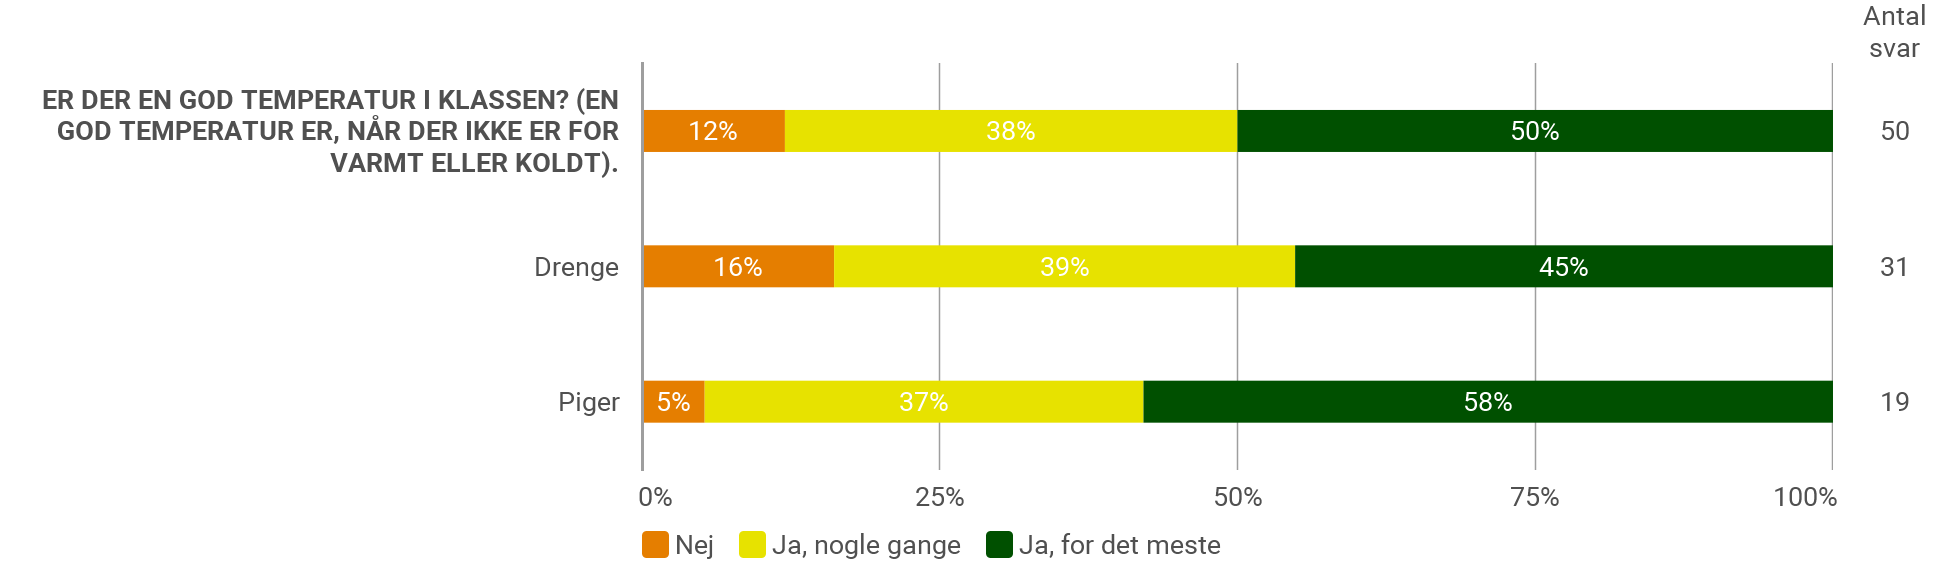 Antal
svar
ER DER EN GOD TEMPERATUR I KLASSEN? (EN
GOD TEMPERATUR ER, NÅR DER IKKE ER FOR
VARMT ELLER KOLDT).
12% 38% 50% 50
Drenge 16% 39% 45% 31
Piger 5% 37% 58% 19
0% 25% 50% 75% 100%
Nej Ja, nogle gange Ja, for det meste